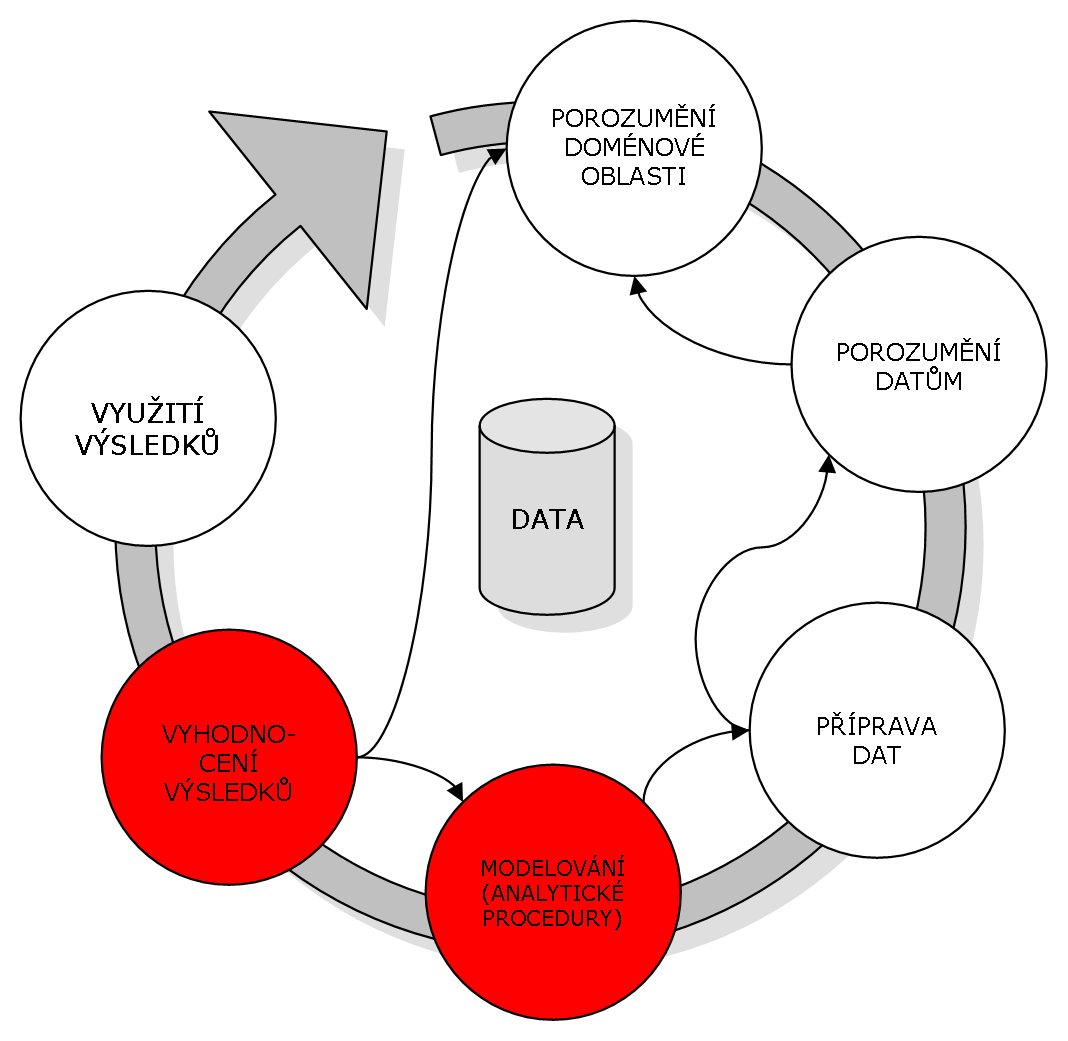 POROZUMĚNÍ
DOMÉNOVÉ
OBLASTI
POROZUMĚNÍ
DATŮM
PŘÍPRAVA
DAT
MODELOVÁNÍ
(ANALYTICKÉ
PROCEDURY)
VYHODNO-
CENÍ
VÝSLEDKŮ
VYUŽITÍ
VÝSLEDKŮ
DATA